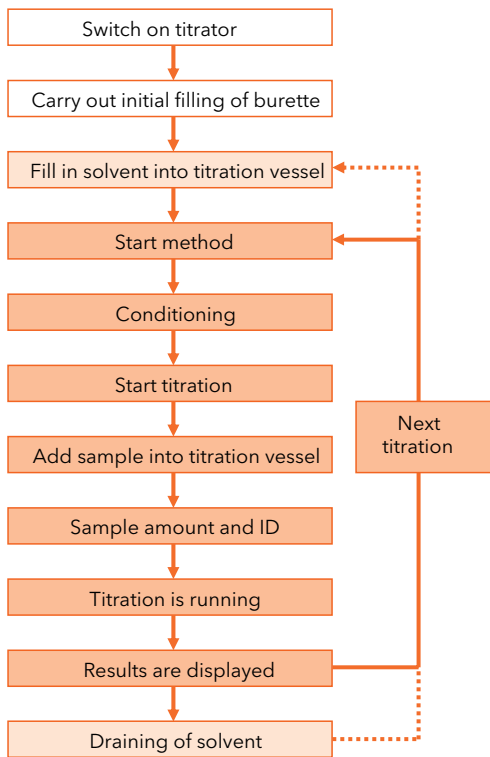 Switch on titrator
Carry out initial filling of burette
Fill in solvent into titration vessel
Start method
Conditioning
Start titration
Add sample into titration vessel
Sample amount and ID
Titration is running
Results are displayed
Draining of solvent
Next
titration